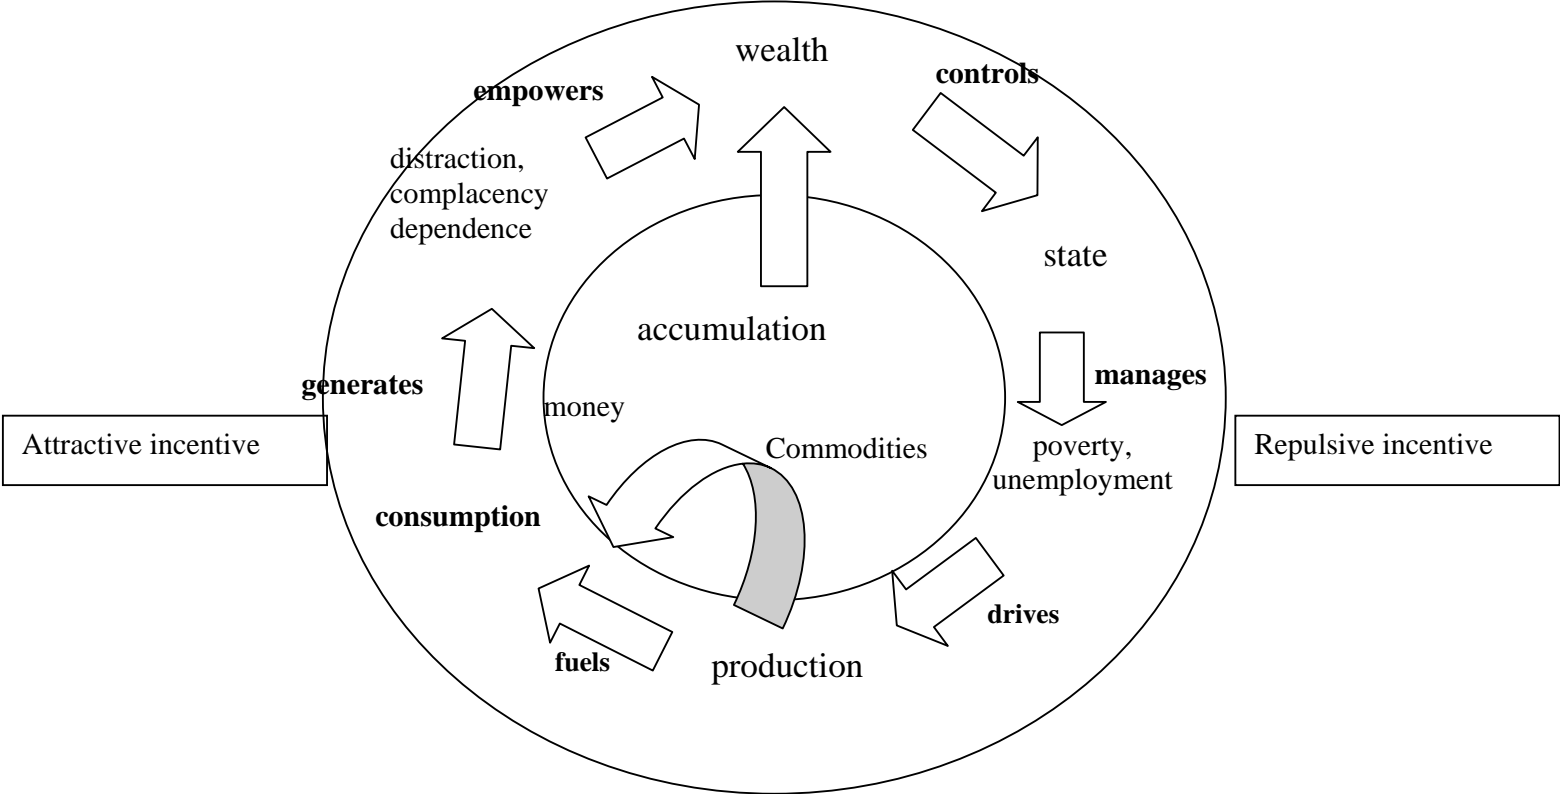 wealth
controls
empowers
distraction,
complacency
dependence
state
accumulation
generates
manages
money
Attractive incentive
Commodities
poverty,
unemployment
Repulsive incentive
consumption
drives
fuels
production